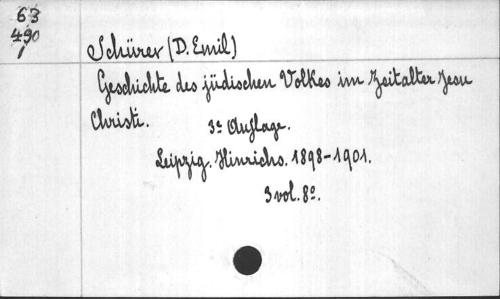 63
490
1
Schürer (D. Emil)
Geschichte des jüdischen Volkes im Zeitalter Jesu
Christi. 3e Auflage.
Leipzig. Hinrichs. 1898-1901.
3 vol. 8o.